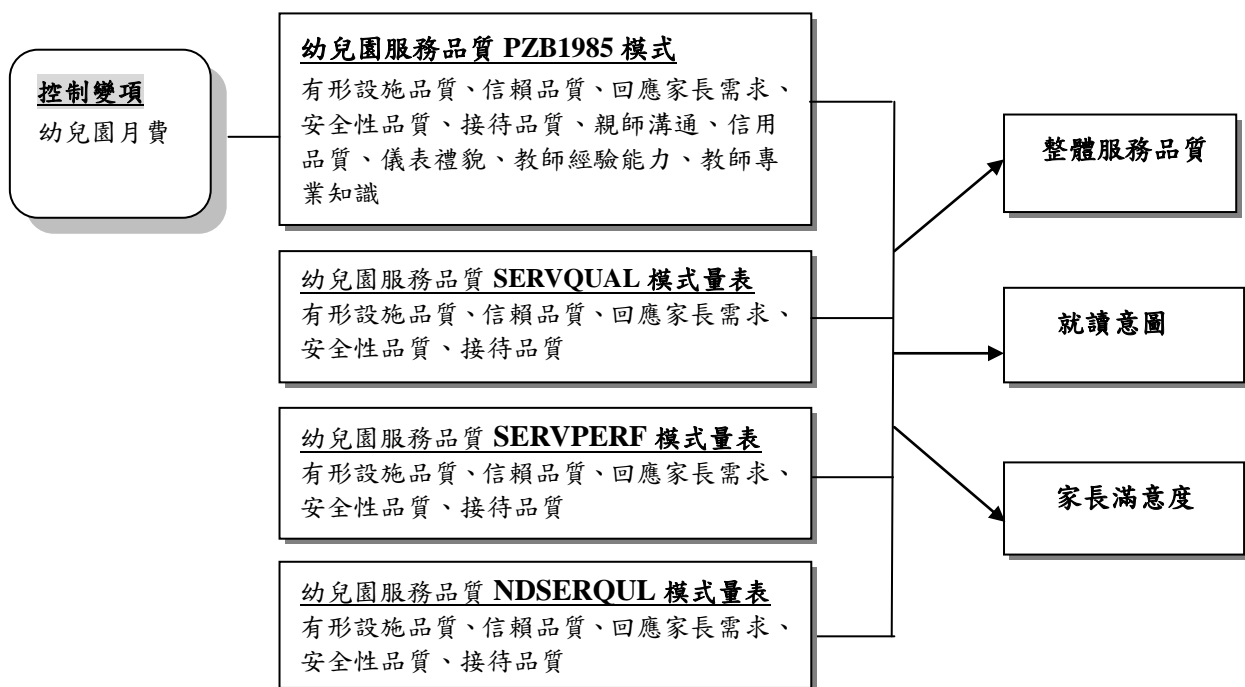 控制變項
幼兒園月費
幼兒園服務品質 PZB1985 模式
有形設施品質、信賴品質、回應家長需求、
安全性品質、接待品質、親師溝通、信用
品質、儀表禮貌、教師經驗能力、教師專
業知識
幼兒園服務品質 SERVQUAL 模式量表
有形設施品質、信賴品質、回應家長需求、
安全性品質、接待品質
幼兒園服務品質 SERVPERF 模式量表
有形設施品質、信賴品質、回應家長需求、
安全性品質、接待品質
幼兒園服務品質 NDSERQUL 模式量表
有形設施品質、信賴品質、回應家長需求、
安全性品質、接待品質
整體服務品質
就讀意圖
家長滿意度